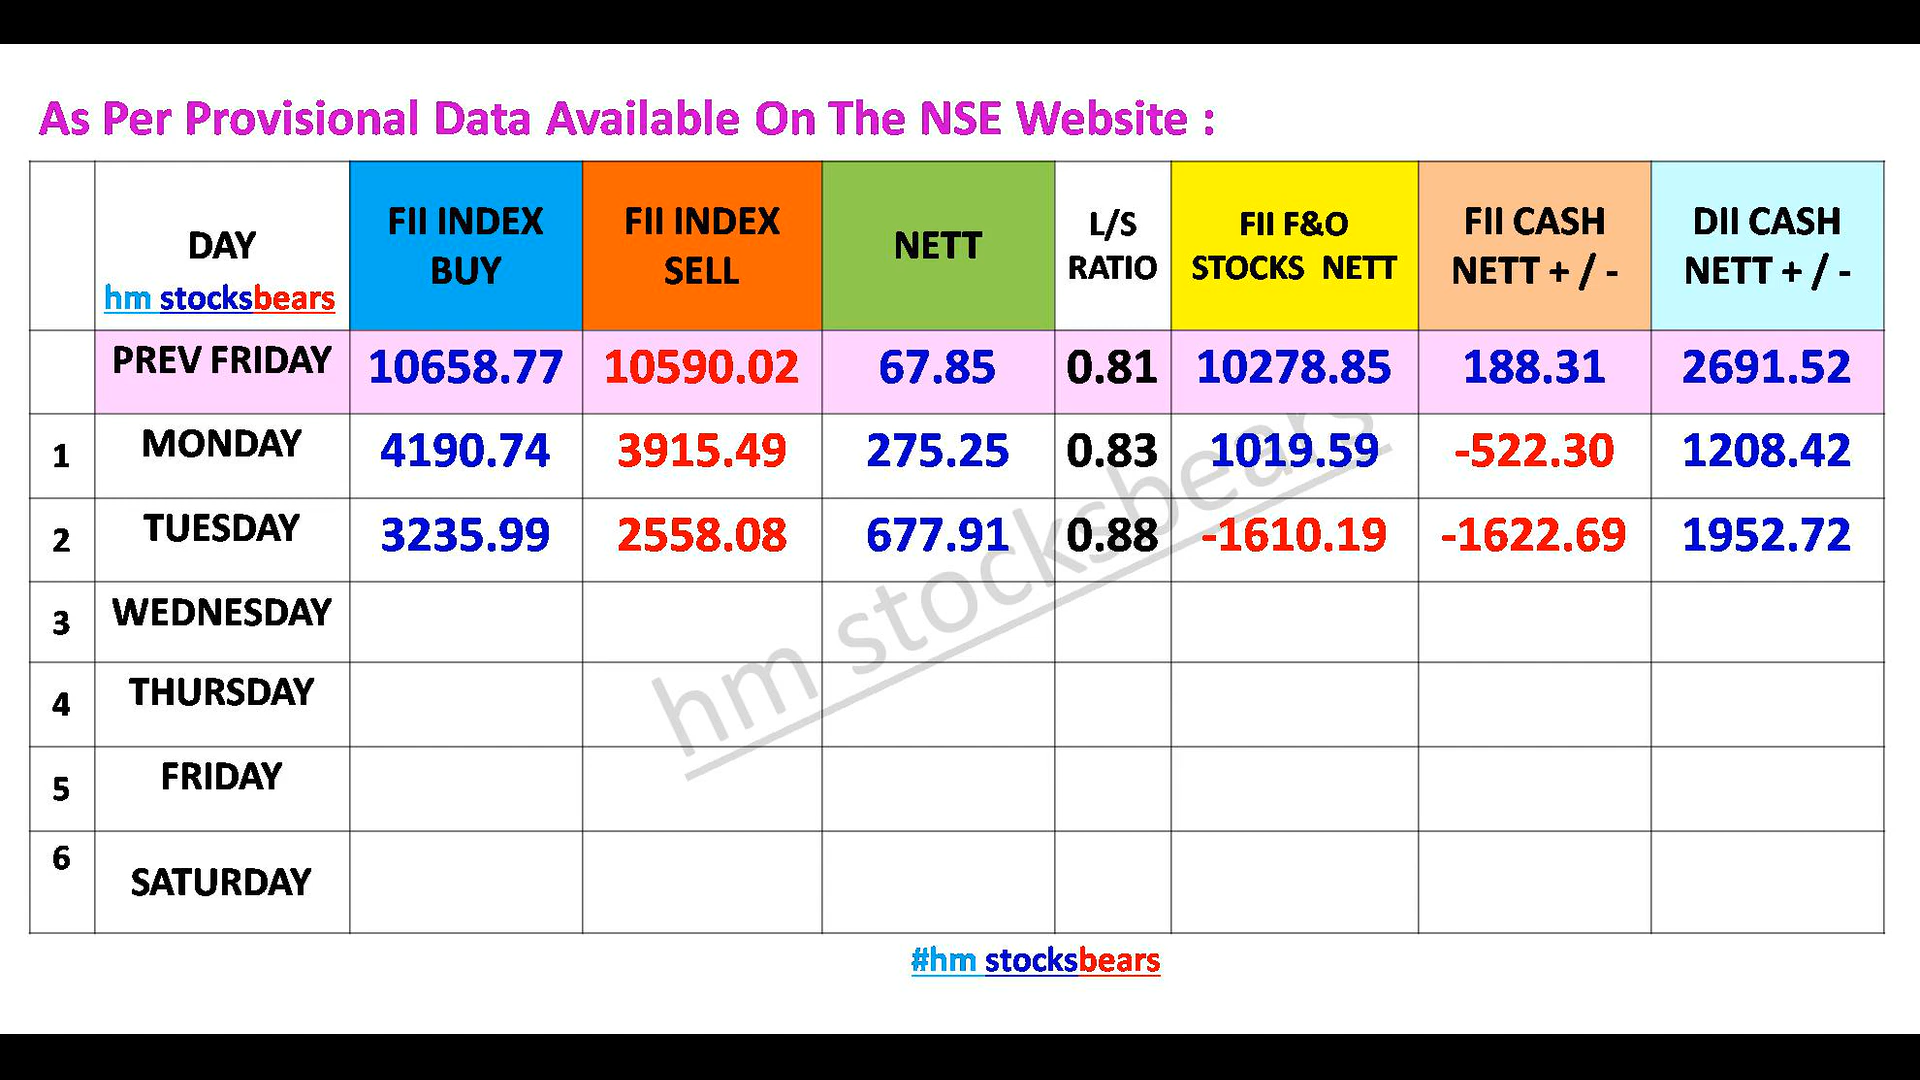 As Per Provisional Data Available On The NSE Website :
DAY hm stocksbears FII INDEX BUY FII INDEX SELL NETT L/S RATIO FII F&O STOCKS NETT FII CASH NETT + / - DII CASH NETT + / -
PREV FRIDAY 10658.77 10590.02 67.85 0.81 10278.85 188.31 2691.52
1 MONDAY 4190.74 3915.49 275.25 0.83 1019.59 -522.30 1208.42
2 TUESDAY 3235.99 2558.08 677.91 0.88 -1610.19 -1622.69 1952.72
3 WEDNESDAY
4 THURSDAY
5 FRIDAY
6 SATURDAY
hm stocksbears
#hm stocksbears